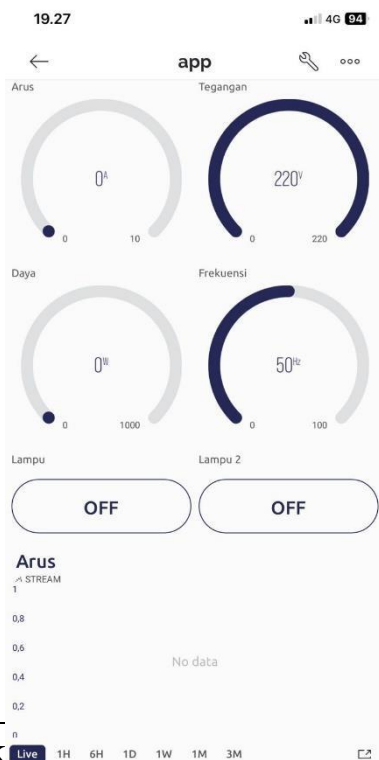 19.27 4G 94
app
Arus Tegangan
0A 220V
0 10 0 220
Daya Frekuensi
0W 50Hz
0 1000 0 100
Lampu Lampu 2
OFF OFF
Arus
STREAM
1
0,8
0,6
No data
0,4
0,2
0
Live 1H 6H 1D 1W 1M 3M